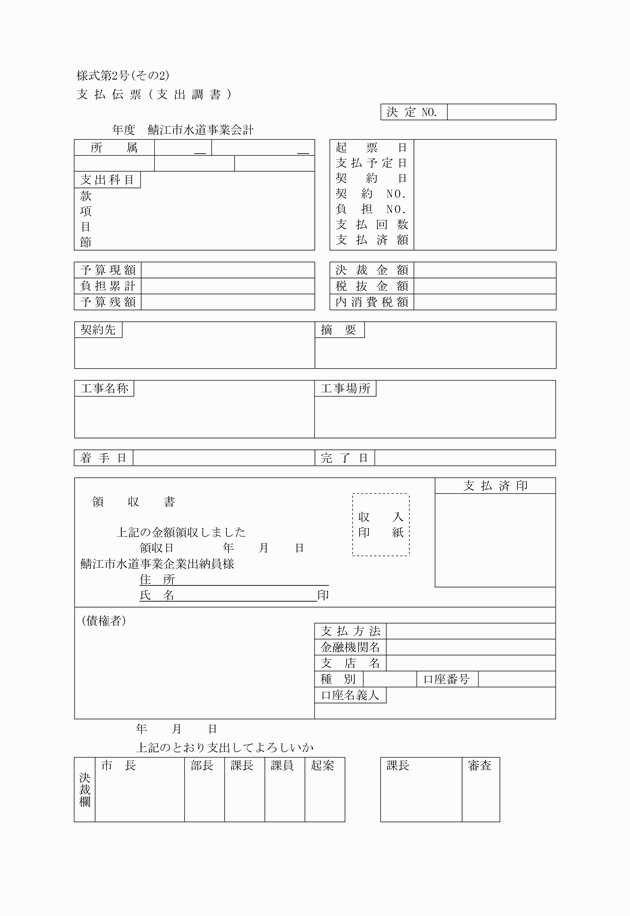 様式第2号(その2)
支払伝票(支出調書)
決定NO.
年度 鯖江市水道事業会計
所属
支出科目
款
項
目
節
起票日
支払予定日
契約日
契約NO.
負担NO.
支払回数
支払済額
予算現額
負担累計
予算残額
決裁金額
税抜金額
内消費税額
契約先 摘要
工事名称 工事場所
着手日 完了日
支払済印
領収書
収入
印紙
上記の金額領収しました
領収日 年 月 日
鯖江市水道事業企業出納員様
住所
氏名 印
(債権者)
支払方法
金融機関名
支店名
種別 口座番号
口座名義人
年 月 日
上記のとおり支出してよろしいか
決裁欄
市長 部長 課長 課員 起案 課長 審査